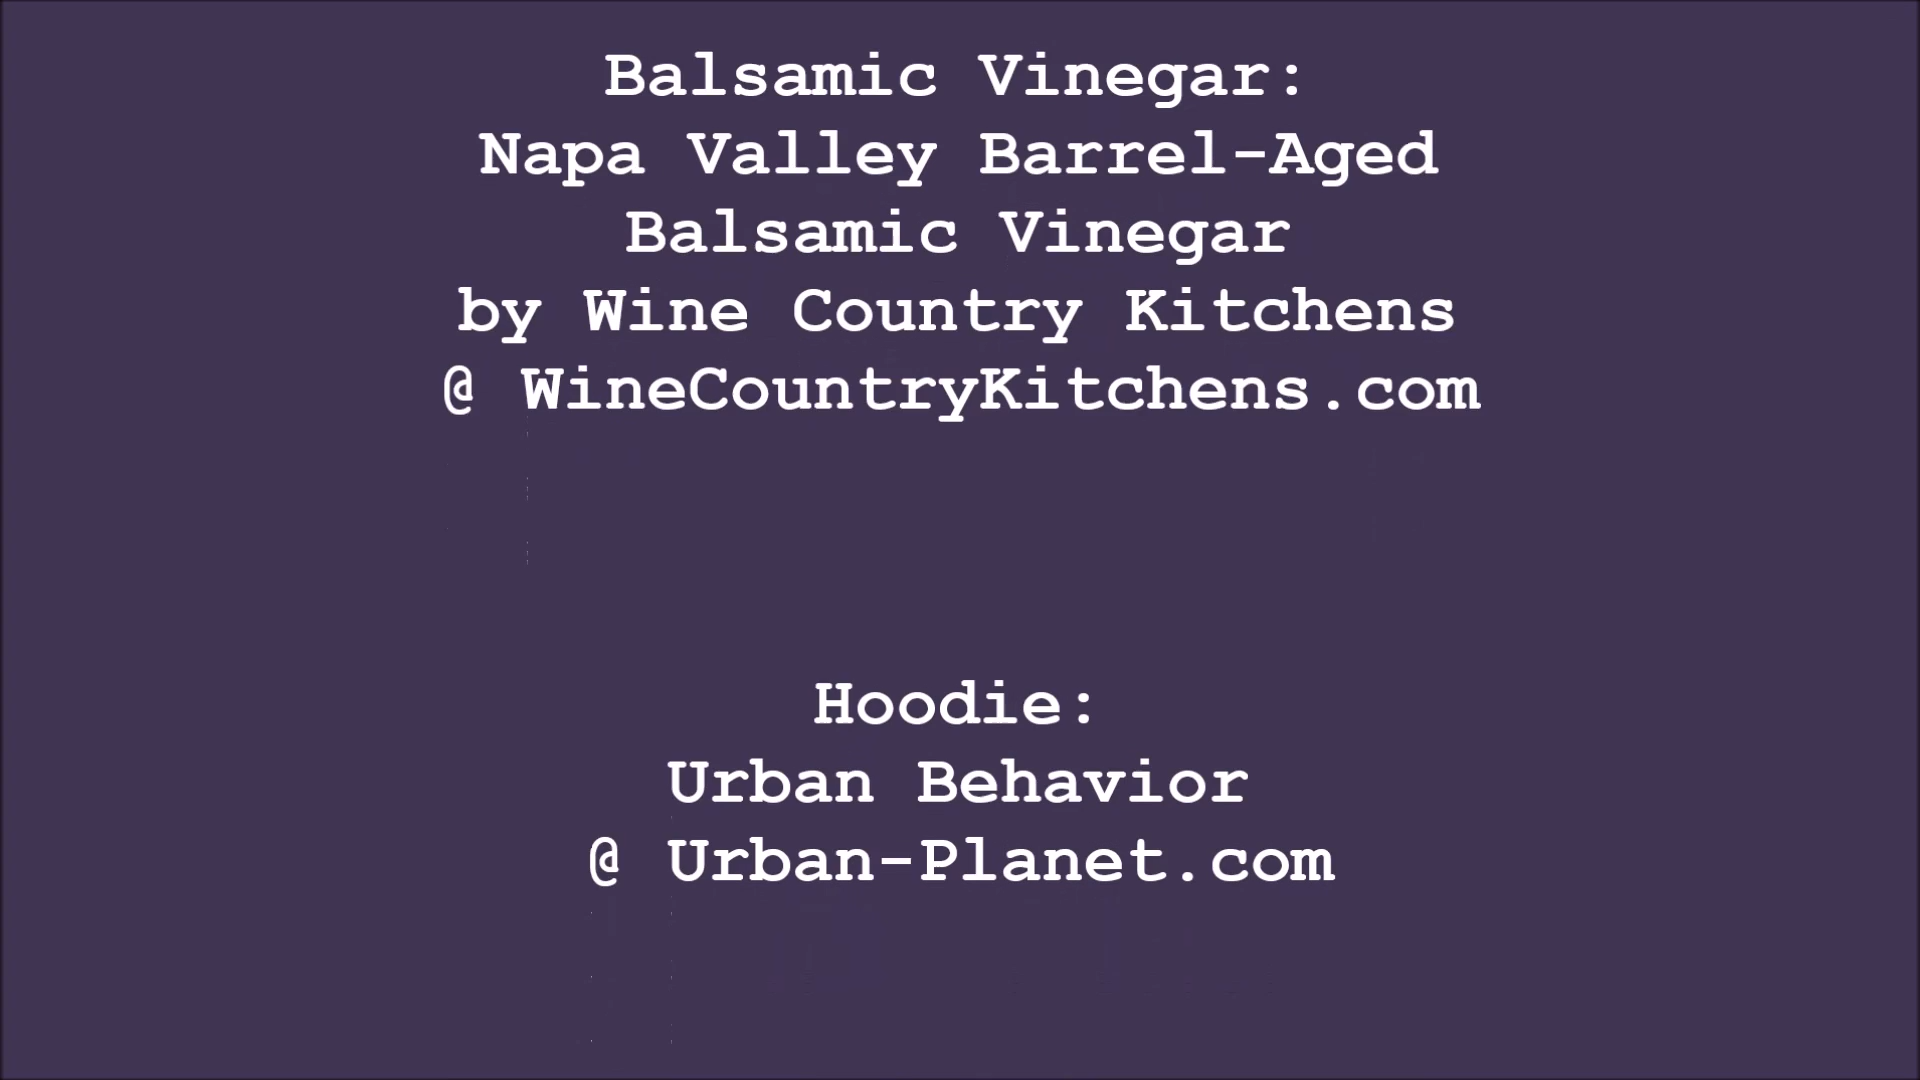 Balsamic Vinegar:
Napa Valley Barrel-Aged
Balsamic Vinegar
by Wine Country Kitchens
@ WineCountryKitchens.com
Hoodie:
Urban Behavior
@ Urban-Planet.com